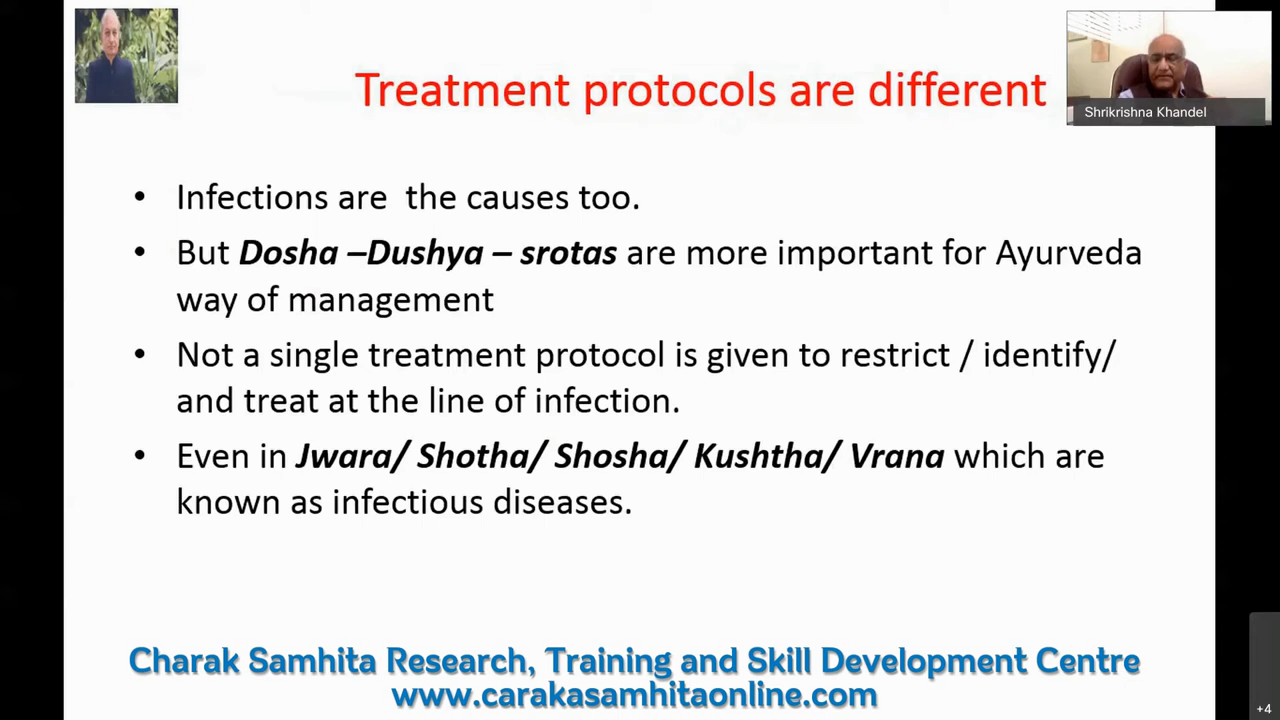 Treatment protocols are different
Shrikrishna Khandel
• Infections are  the causes too.
• But Dosha –Dushya – srotas are more important for Ayurveda
way of management
• Not a single treatment protocol is given to restrict / identify/
and treat at the line of infection.
• Even in Jwara/ Shotha/ Shosha/ Kushtha/ Vrana which are
known as infectious diseases.
Charak Samhita Research, Training and Skill Development Centre
www.carakasamhitaonline.com
+4